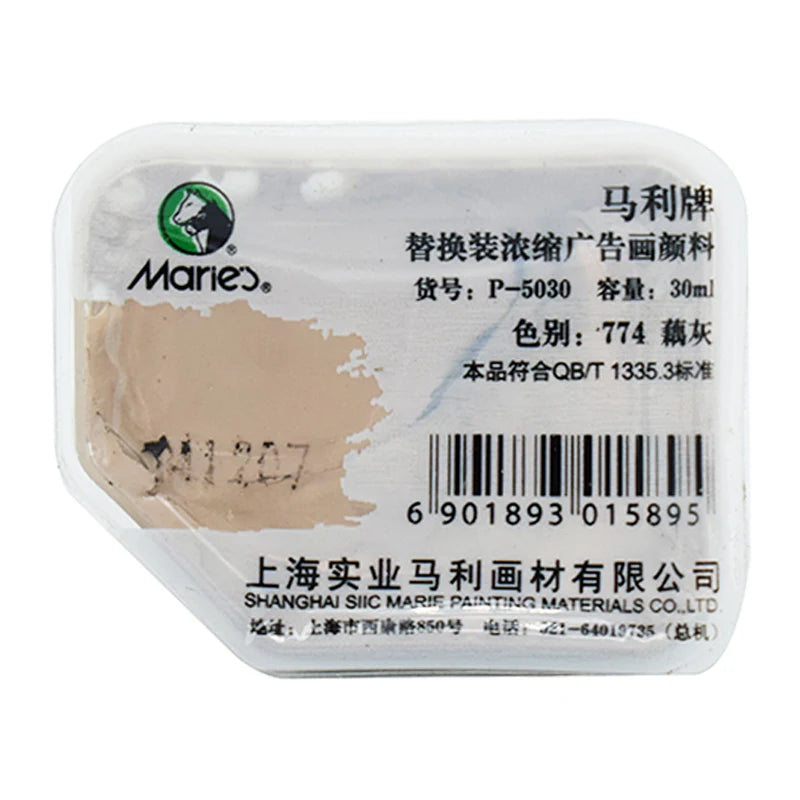 Marie's®
马利牌
替换装浓缩广告画颜料
货号：P-5030 容量：30ml
色别：774 藕灰
本品符合QB/T 1335.3标准
6 901893 015895
上海实业马利画材有限公司
SHANGHAI SIIC MARIE PAINTING MATERIALS CO.,LTD.
地址：上海市西康路850号 电话：021-64019735（总机）